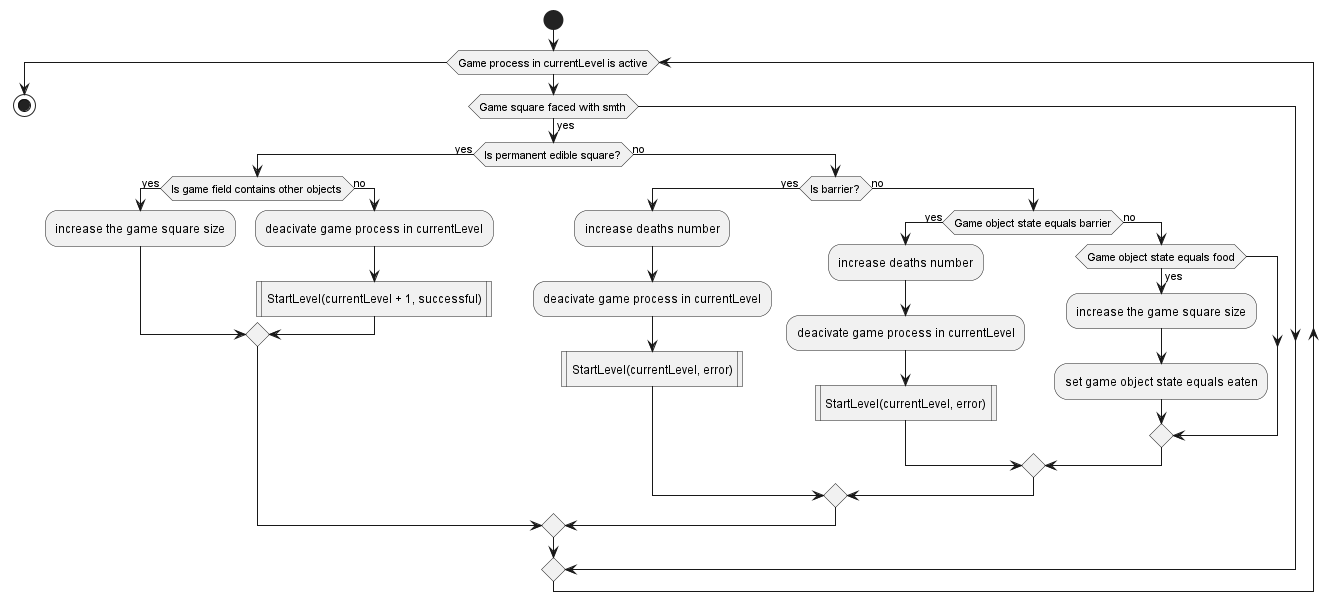 Game process in currentLevel is active
Game square faced with smth
yes
yes
Is permanent edible square?
no
yes
Is game field contains other objects
no
yes
Is barrier?
no
increase the game square size
deacivate game process in currentLevel
increase deaths number
yes
Game object state equals barrier
no
increase deaths number
Game object state equals food
yes
StartLevel(currentLevel + 1, successful)
deacivate game process in currentLevel
increase the game square size
deacivate game process in currentLevel
StartLevel(currentLevel, error)
set game object state equals eaten
StartLevel(currentLevel, error)